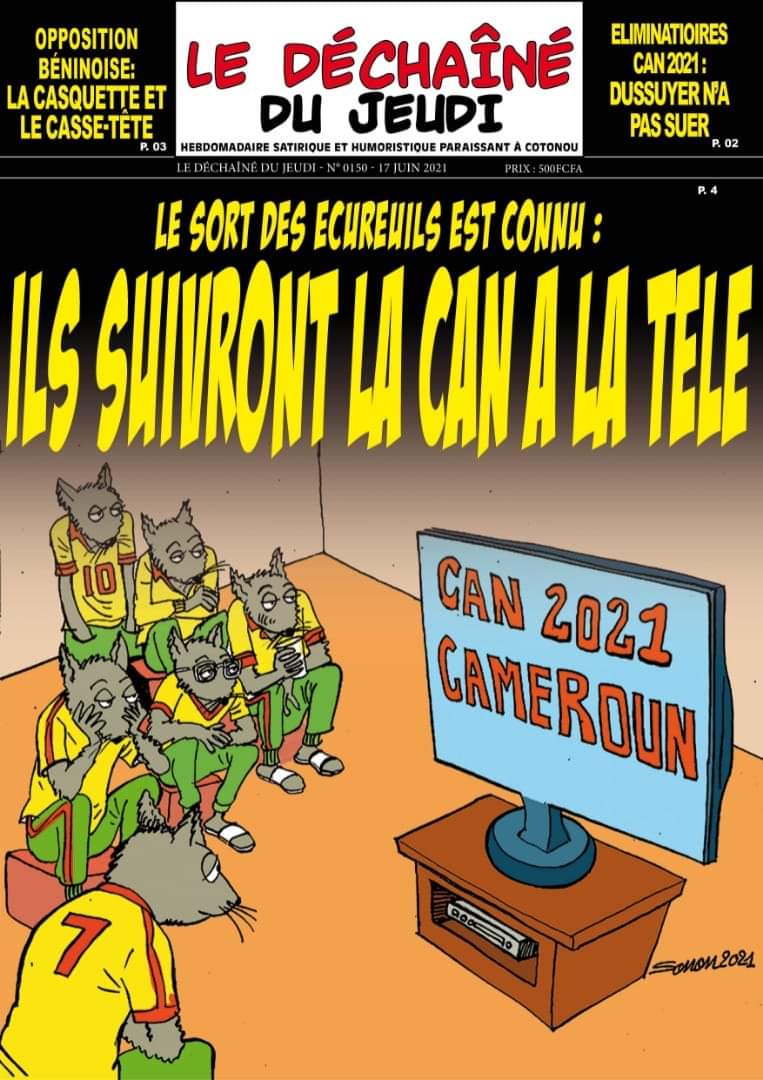 OPPOSITION
BÉNINOISE:
LA CASQUETTE ET
LE CASSE-TÊTE
P. 03
LE DÉCHAÎNÉ
DU JEUDI
HEBDOMADAIRE SATIRIQUE ET HUMORISTIQUE PARAISSANT À COTONOU
ELIMINATIOIRES
CAN 2021 :
DUSSUYER N'A
PAS SUER
P. 02
LE DÉCHAÎNÉ DU JEUDI - N° 0150 - 17 JUIN 2021
PRIX : 500FCFA
P. 4
LE SORT DES ECUREUILS EST CONNU :
ILS SUIVRONT LA CAN A LA TELE
10
CAN 2021
CAMEROUN
7
Sonon 2021